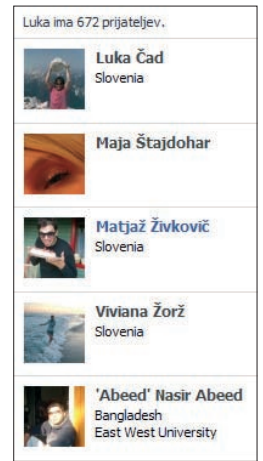 Luka ima 672 prijateljev.
Luka Čad
Slovenia
Maja Štajdohar
Matjaž Živkovič
Slovenia
Viviana Žorž
Slovenia
'Abeed' Nasir Abeed
Bangladesh
East West University